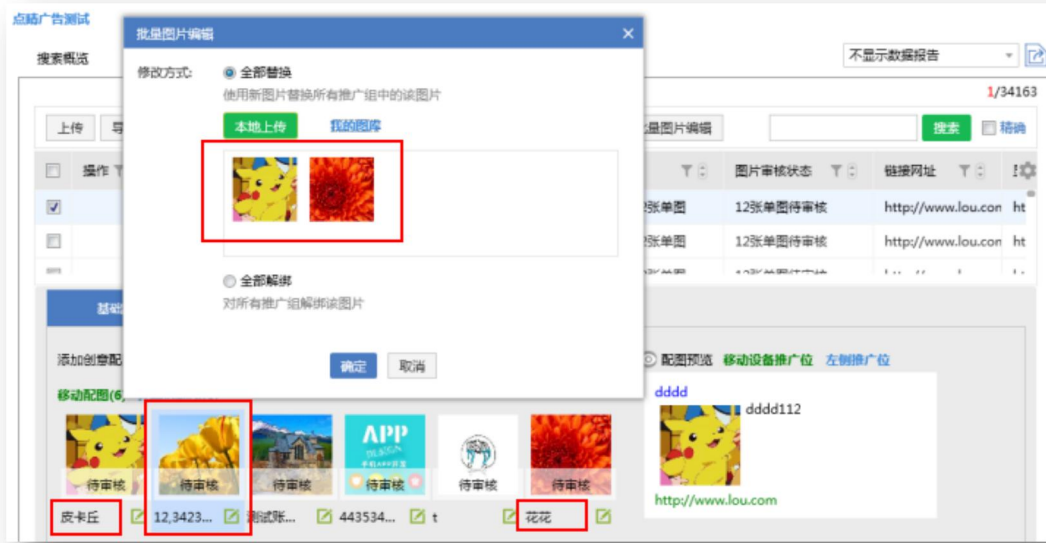 点睛广告测试
批量图片编辑
搜索概览
不显示数据报告
修改方式:
全部替换
使用新图片替换所有推广组中的该图片
1/34163
本地上传
我的图库
上传
批量图片编辑
搜索
精确
操作
图片审核状态
链接网址
张单图
12张单图待审核
http://www.lou.com
ht
张单图
12张单图待审核
http://www.lou.com
ht
全部解绑
对所有推广组解绑该图片
基础
确定
取消
添加创意配
配图预览
移动设备推广位
左侧推广位
移动配图(6)
dddd
dddd112
APP
待审核
待审核
待审核
待审核
待审核
待审核
http://www.lou.com
皮卡丘
12,3423...
测试账...
443534...
t
花花